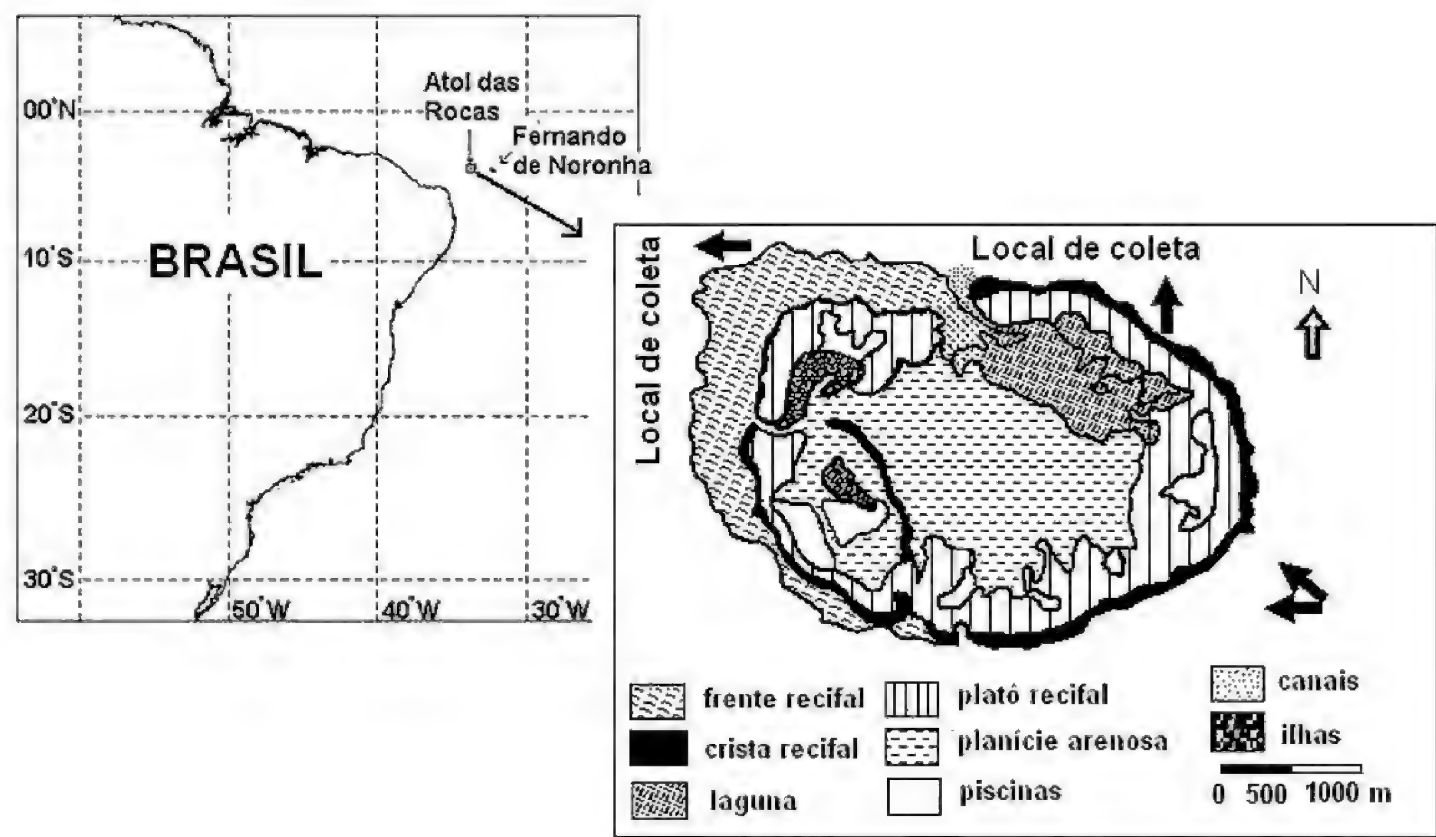 Atol das
Rocas
00°N
Fernando
de Noronha
BRASIL
10°S
20°S
30°S
50°W
40°W
30°W
Local de coleta
Local de coleta
N
frente recifal
platô recifal
canais
crista recifal
planície arenosa
ilhas
laguna
piscinas
0 500 1000 m